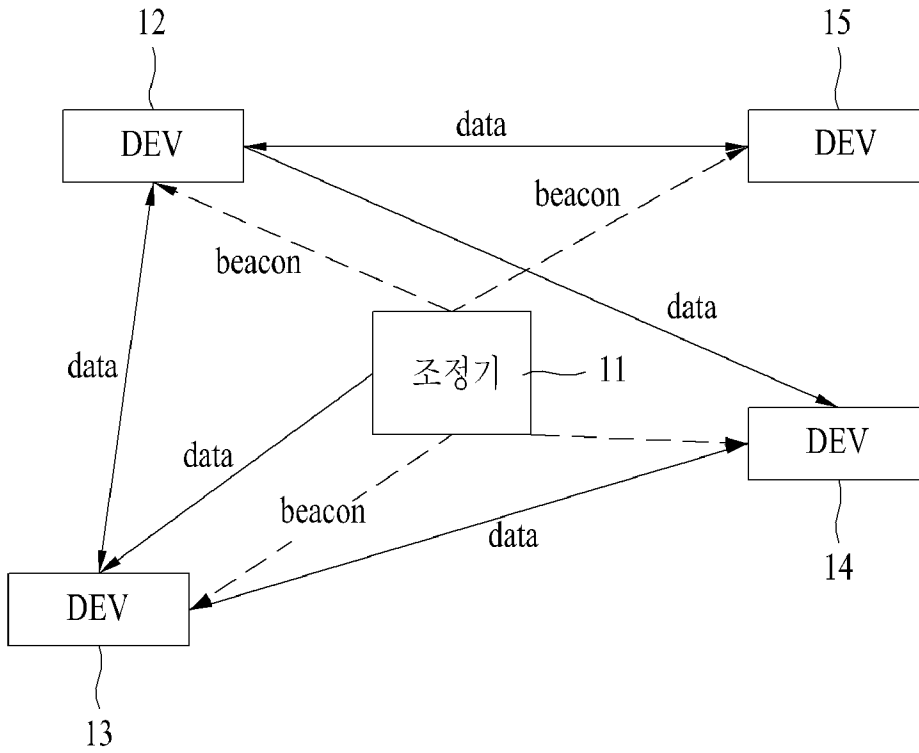 12
15
DEV
data
DEV
beacon
beacon
data
data
조정기
11
data
DEV
beacon
data
14
DEV
13